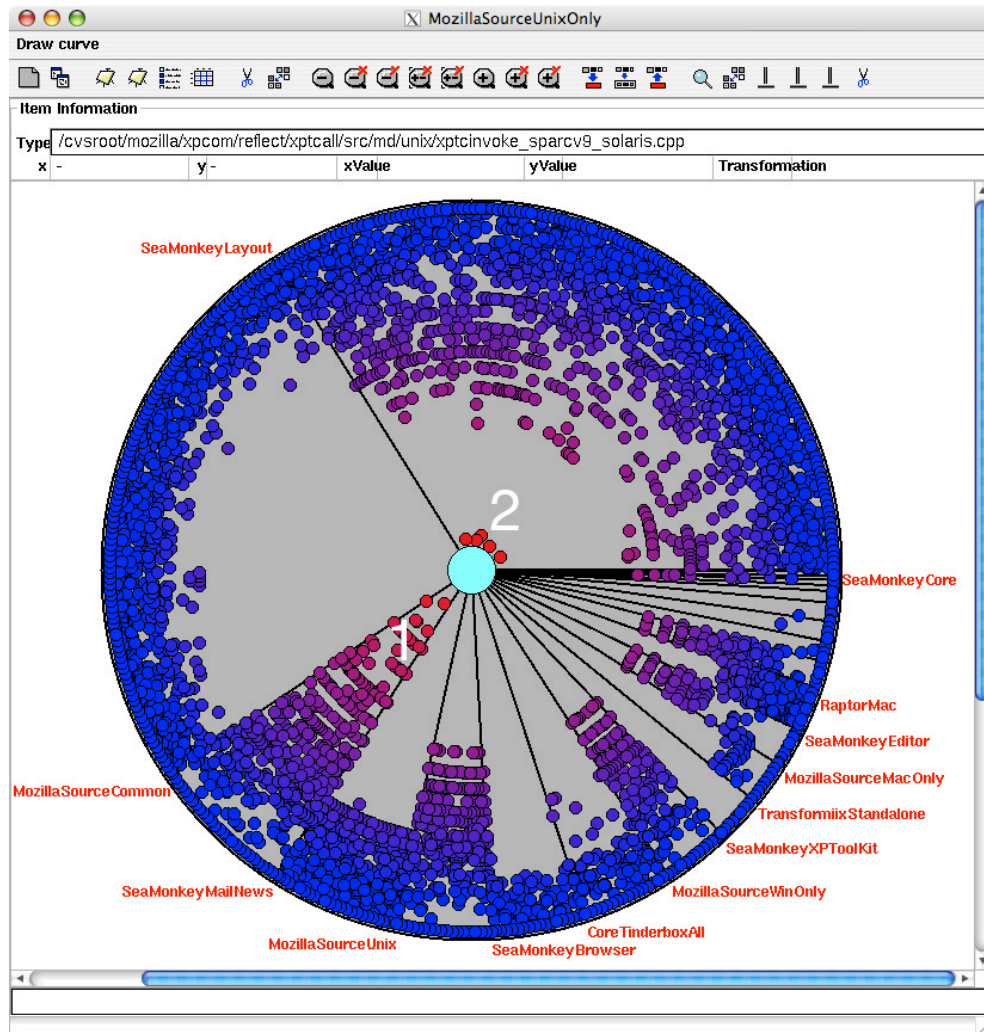 MozillaSourceUnixOnly
Draw curve
Item Information
Type /cvsroot/mozilla/xpcom/reflect/xptcall/src/md/unix/xptcinvoke_sparcv9_solaris.cpp
x - y - xValue yValue Transformation
SeaMonkeyLayout
2
SeaMonkeyCore
1
RaptorMac
SeaMonkeyEditor
MozillaSourceMacOnly
MozillaSourceCommon
TransformiixStandalone
SeaMonkeyXPToolKit
SeaMonkeyMailNews
MozillaSourceWinOnly
CoreTinderboxAll
MozillaSourceUnix
SeaMonkeyBrowser